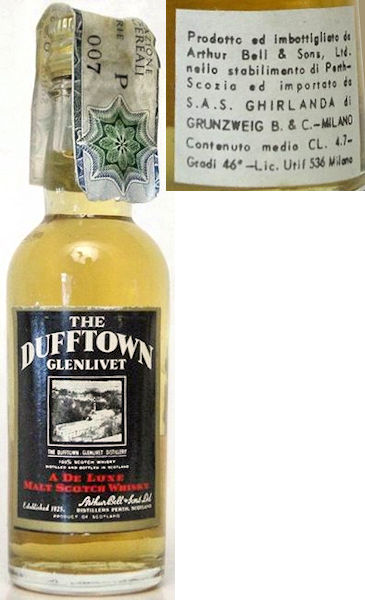 AZIONE
CEREALI
RIE P
007
Prodotto ed imbottigliato da
Arthur Bell & Sons, Ltd.
nello stabilimento di Perth-
Scozia ed importato da
S.A.S. GHIRLANDA di
GRUNZWEIG B. & C.-MILANO
Contenuto medio CL. 4.7-
Gradi 46°-Lic. Utif 536 Milano
THE
DUFFTOWN
GLENLIVET
THE DUFFTOWN-GLENLIVET DISTILLERY
100% SCOTCH WHISKY
DISTILLED AND BOTTLED IN SCOTLAND
A DE LUXE
MALT SCOTCH WHISKY
Established 1825. Arthur Bell & Sons Ltd.
DISTILLERS PERTH, SCOTLAND
PRODUCT OF SCOTLAND